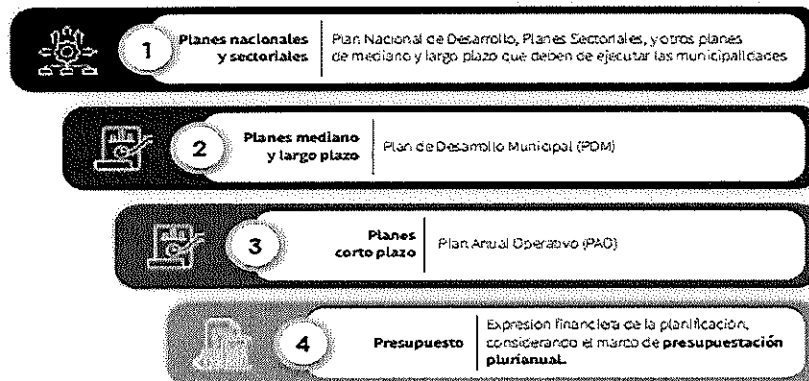 1
Planes nacionales
y sectoriales
Plan Nacional de Desarrollo, Planes Sectoriales, y otros planes
de mediano y largo plazo que deben de ejecutar las municipalidades
2
Planes mediano
y largo plazo
Plan de Desarrollo Municipal (PDM)
3
Planes
corto plazo
Plan Anual Operativo (PAO)
4
Presupuesto
Expresión financiera de la planificación,
considerando el marco de presupuestación
plurianual.